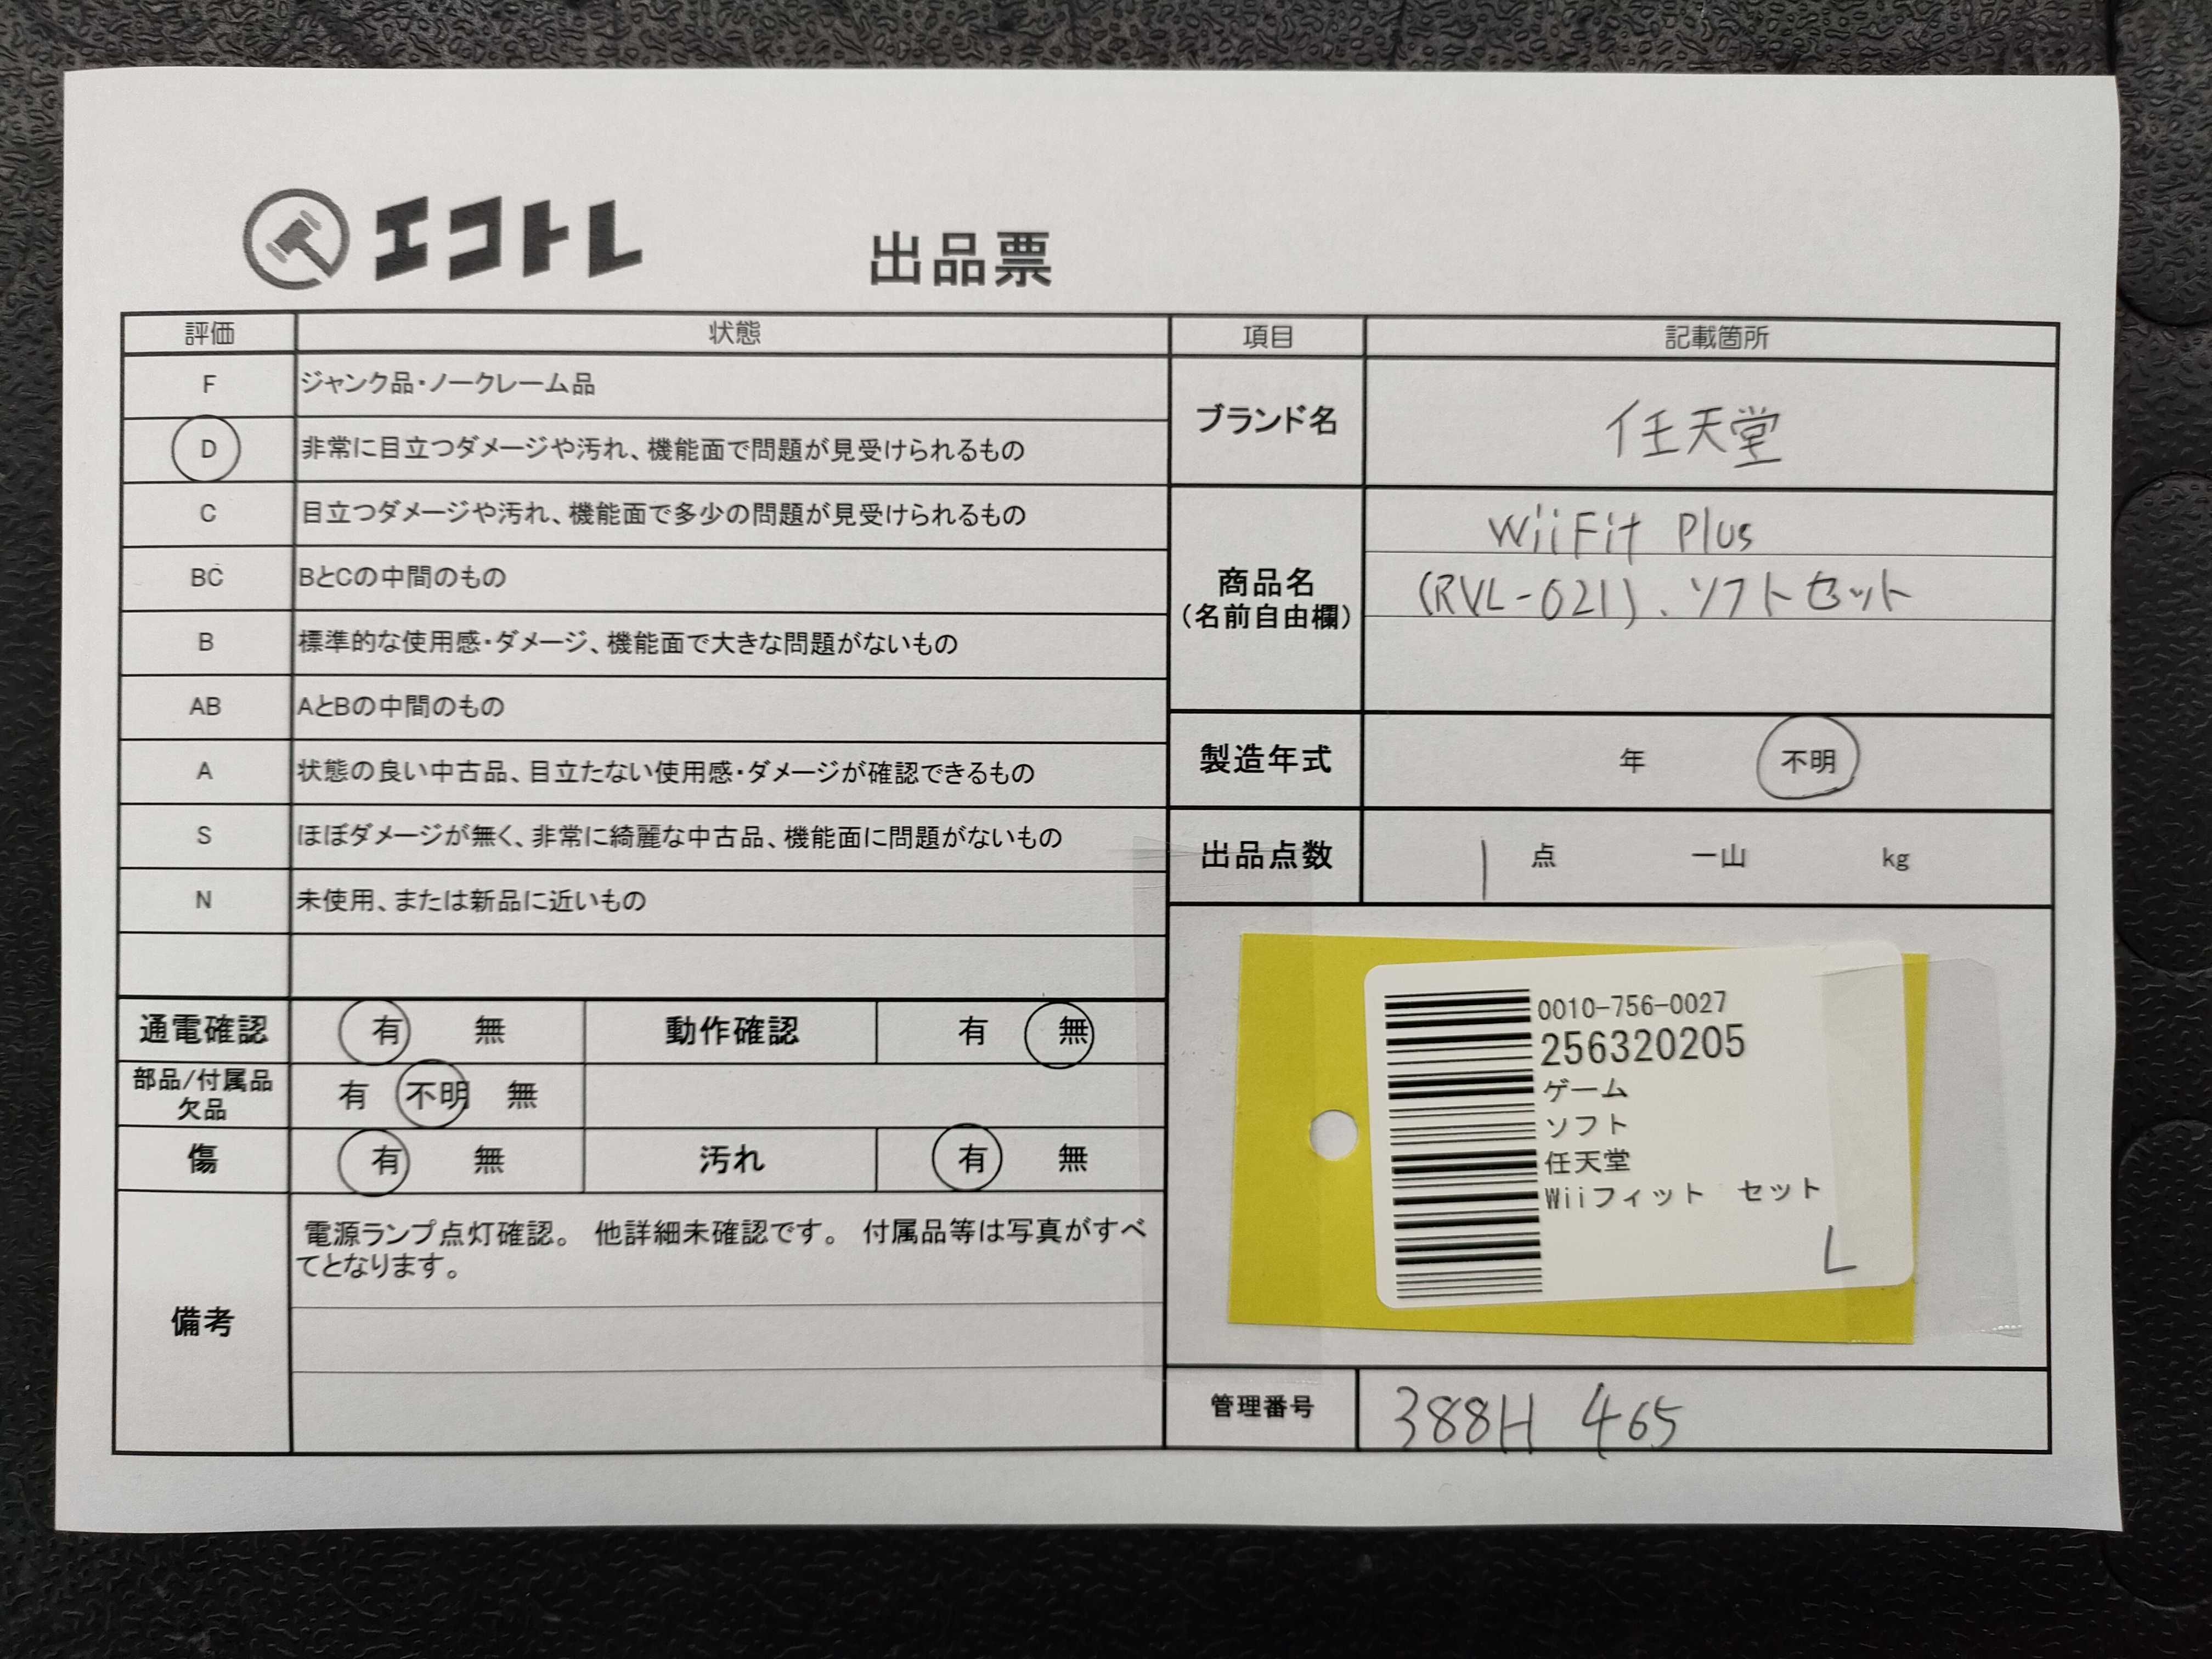 エコトレ
出品票
評価 状態
F ジャンク品・ノークレーム品
D 非常に目立つダメージや汚れ、機能面で問題が見受けられるもの
C 目立つダメージや汚れ、機能面で多少の問題が見受けられるもの
BC BとCの中間のもの
B 標準的な使用感・ダメージ、機能面で大きな問題がないもの
AB AとBの中間のもの
A 状態の良い中古品、目立たない使用感・ダメージが確認できるもの
S ほぼダメージが無く、非常に綺麗な中古品、機能面に問題がないもの
N 未使用、または新品に近いもの
通電確認 有 無 動作確認 有 無
部品/付属品
欠品 有 不明 無
傷 有 無 汚れ 有 無
備考
電源ランプ点灯確認。 他詳細未確認です。 付属品等は写真がすべ
てとなります。
項目 記載箇所
ブランド名 任天堂
商品名
(名前自由欄)
WiiFit Plus
(RVL-021)、ソフトセット
製造年式 年 不明
出品点数 1 点 一山 kg
0010-756-0027
256320205
ゲーム
ソフト
任天堂
Wiiフィット セット
L
管理番号 388H 465